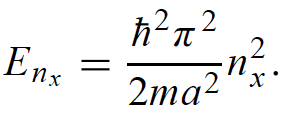 $E_{n_x} = \frac{\hbar^2 \pi^2}{2ma^2} n_x^2.$